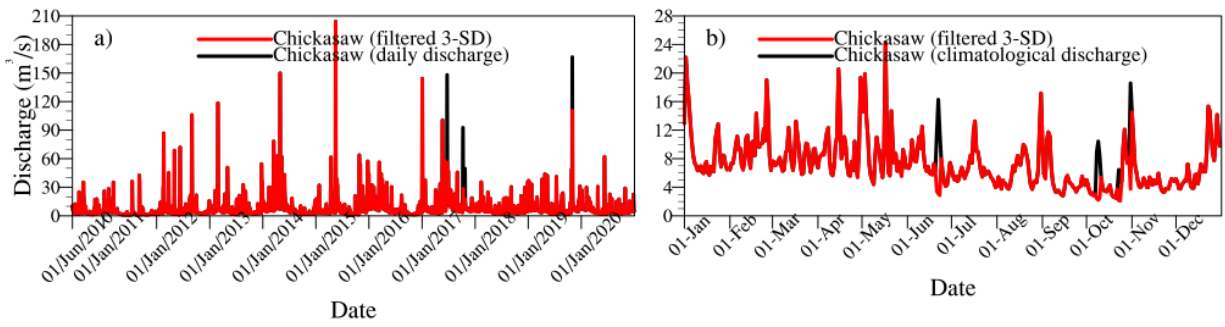 a)
Chickasaw (filtered 3-SD)
Chickasaw (daily discharge)
Discharge (m³/s)
210
180
150
120
90
60
30
0
01/Jun/2010
01/Jan/2011
01/Jan/2012
01/Jan/2013
01/Jan/2014
01/Jan/2015
01/Jan/2016
01/Jan/2017
01/Jan/2018
01/Jan/2019
01/Jan/2020
Date
b)
Chickasaw (filtered 3-SD)
Chickasaw (climatological discharge)
28
24
20
16
12
8
4
0
01-Jan
01-Feb
01-Mar
01-Apr
01-May
01-Jun
01-Jul
01-Aug
01-Sep
01-Oct
01-Nov
01-Dec
Date